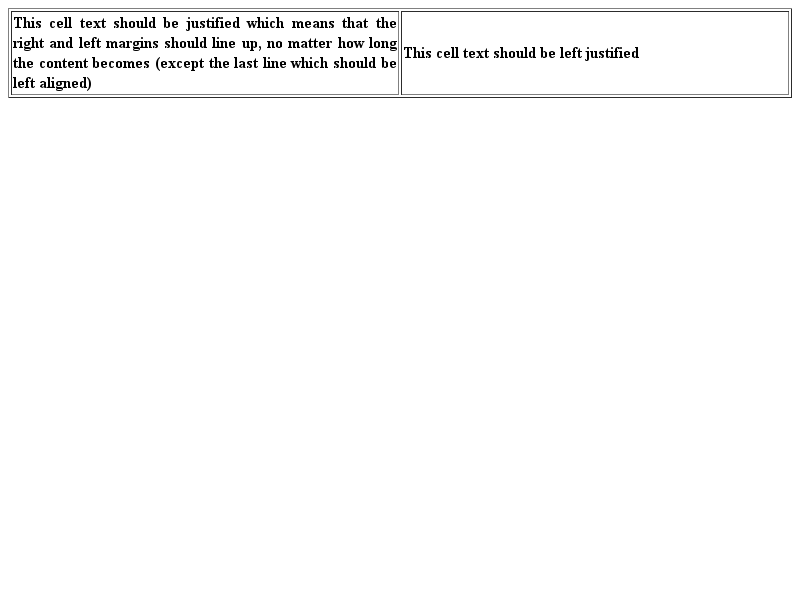 This cell text should be justified which means that the
right and left margins should line up, no matter how long
the content becomes (except the last line which should be
left aligned)
This cell text should be left justified